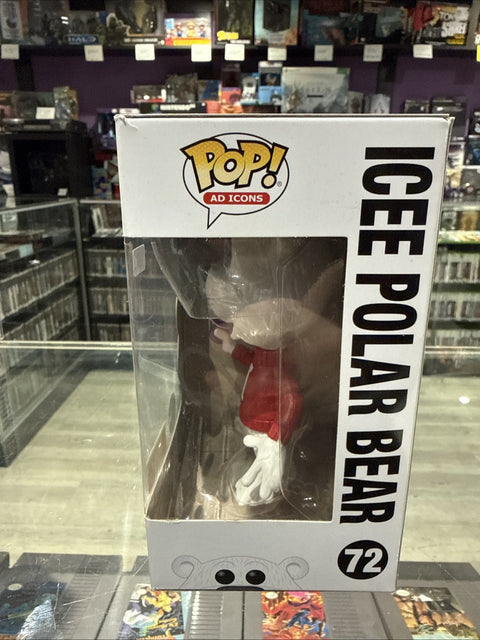 POP!
AD ICONS
ICEE POLAR BEAR
72